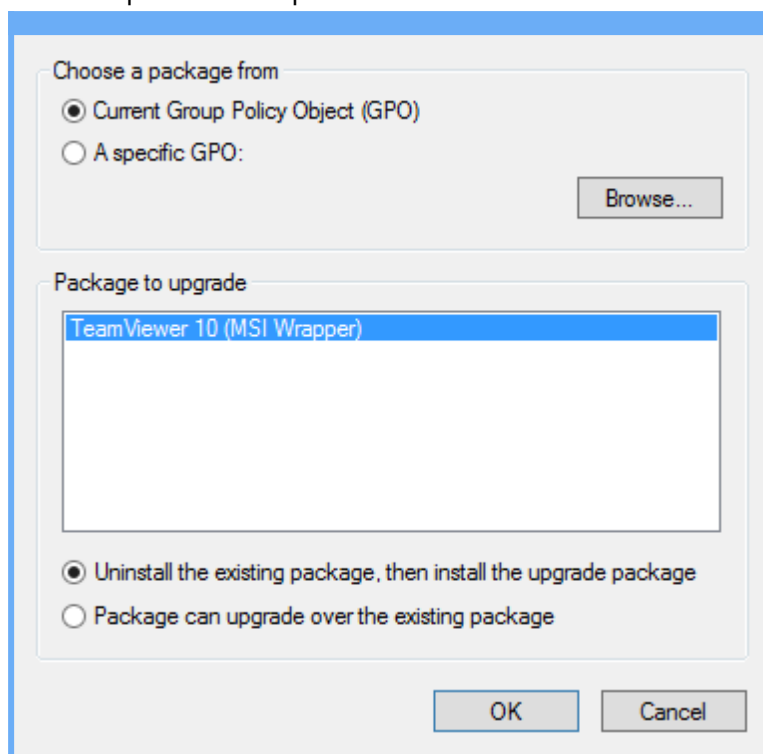 Choose a package from
Current Group Policy Object (GPO)
A specific GPO:
Browse...
Package to upgrade
TeamViewer 10 (MSI Wrapper)
Uninstall the existing package, then install the upgrade package
Package can upgrade over the existing package
OK Cancel